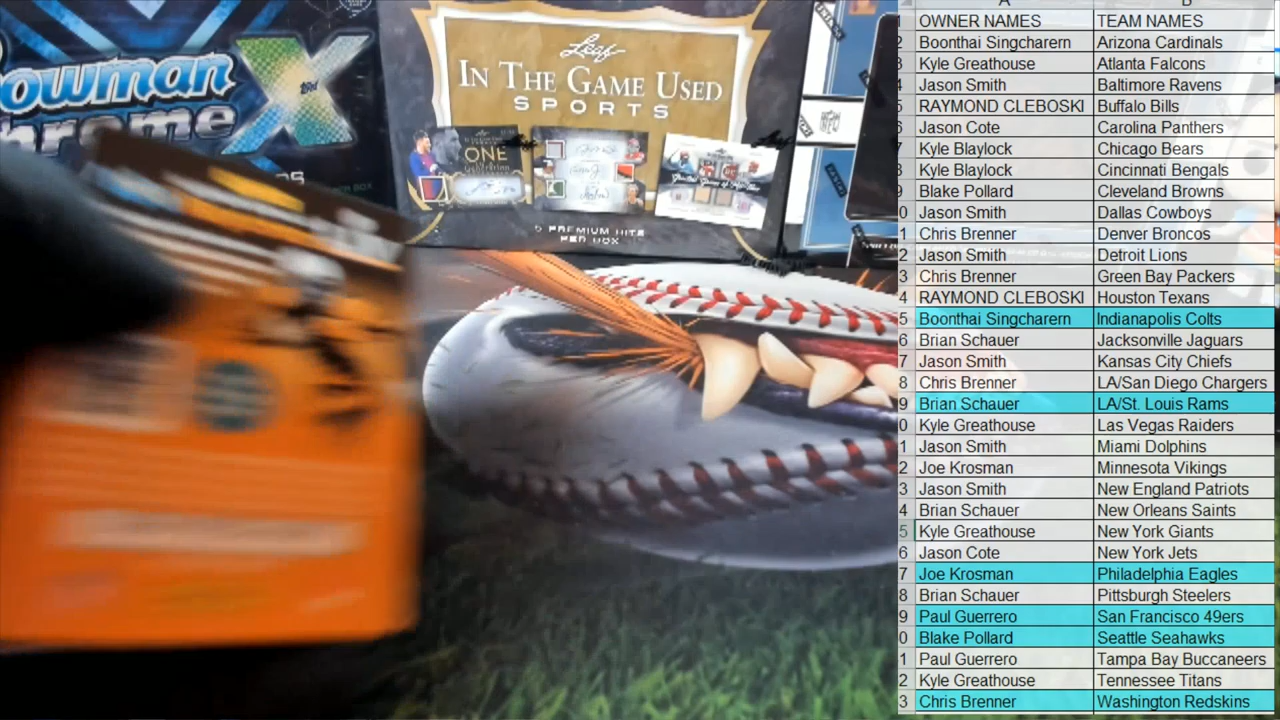 Bowman
Chrome
X
Leaf
IN THE GAME USED
SPORTS
ONE
5 PREMIUM HITS
PER BOX
NFL
A B
1 OWNER NAMES TEAM NAMES
2 Boonthai Singcharern Arizona Cardinals
3 Kyle Greathouse Atlanta Falcons
4 Jason Smith Baltimore Ravens
5 RAYMOND CLEBOSKI Buffalo Bills
6 Jason Cote Carolina Panthers
7 Kyle Blaylock Chicago Bears
8 Kyle Blaylock Cincinnati Bengals
9 Blake Pollard Cleveland Browns
0 Jason Smith Dallas Cowboys
1 Chris Brenner Denver Broncos
2 Jason Smith Detroit Lions
3 Chris Brenner Green Bay Packers
4 RAYMOND CLEBOSKI Houston Texans
5 Boonthai Singcharern Indianapolis Colts
6 Brian Schauer Jacksonville Jaguars
7 Jason Smith Kansas City Chiefs
8 Chris Brenner LA/San Diego Chargers
9 Brian Schauer LA/St. Louis Rams
0 Kyle Greathouse Las Vegas Raiders
1 Jason Smith Miami Dolphins
2 Joe Krosman Minnesota Vikings
3 Jason Smith New England Patriots
4 Brian Schauer New Orleans Saints
5 Kyle Greathouse New York Giants
6 Jason Cote New York Jets
7 Joe Krosman Philadelphia Eagles
8 Brian Schauer Pittsburgh Steelers
9 Paul Guerrero San Francisco 49ers
0 Blake Pollard Seattle Seahawks
1 Paul Guerrero Tampa Bay Buccaneers
2 Kyle Greathouse Tennessee Titans
3 Chris Brenner Washington Redskins